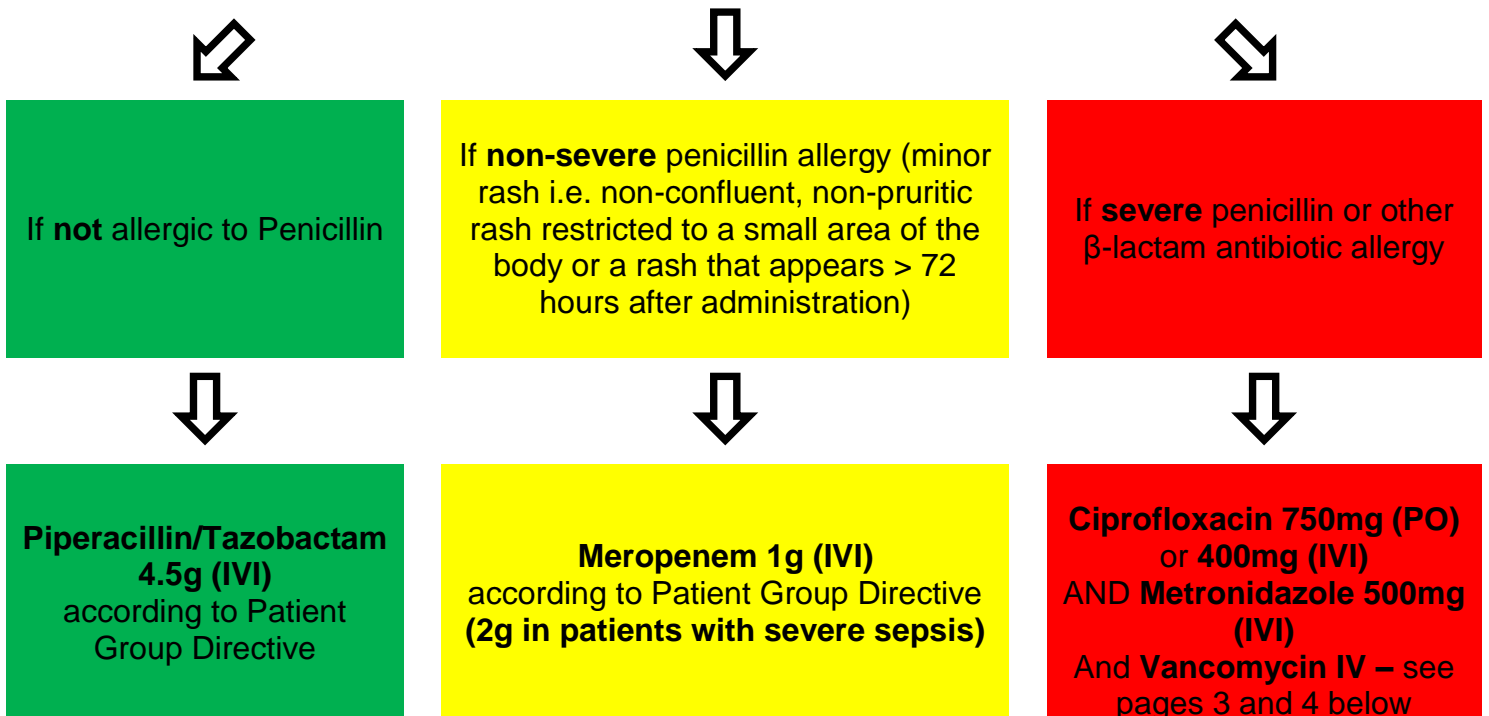 If not allergic to Penicillin
If non-severe penicillin allergy (minor
rash i.e. non-confluent, non-pruritic
rash restricted to a small area of the
body or a rash that appears > 72
hours after administration)
If severe penicillin or other
β-lactam antibiotic allergy
Piperacillin/Tazobactam
4.5g (IVI)
according to Patient
Group Directive
Meropenem 1g (IVI)
according to Patient Group Directive
(2g in patients with severe sepsis)
Ciprofloxacin 750mg (PO)
or 400mg (IVI)
AND Metronidazole 500mg
(IVI)
And Vancomycin IV – see
pages 3 and 4 below